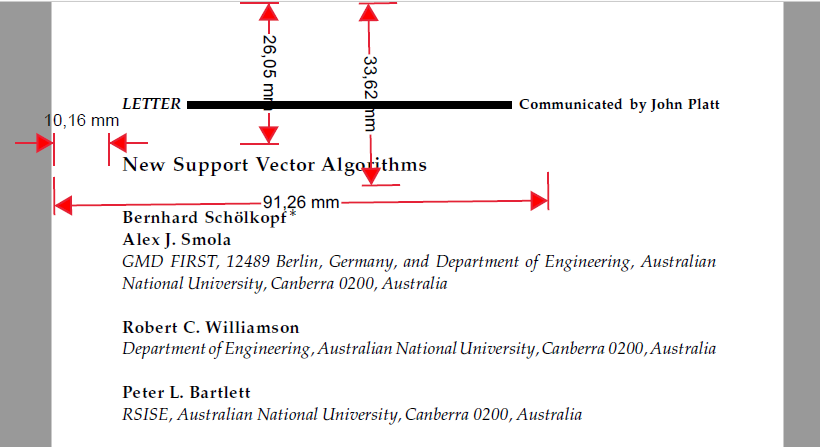 26,05 mm
33,62 mm
LETTER Communicated by John Platt
10,16 mm
New Support Vector Algorithms
91,26 mm
Bernhard Schölkopf*
Alex J. Smola
GMD FIRST, 12489 Berlin, Germany, and Department of Engineering, Australian
National University, Canberra 0200, Australia
Robert C. Williamson
Department of Engineering, Australian National University, Canberra 0200, Australia
Peter L. Bartlett
RSISE, Australian National University, Canberra 0200, Australia